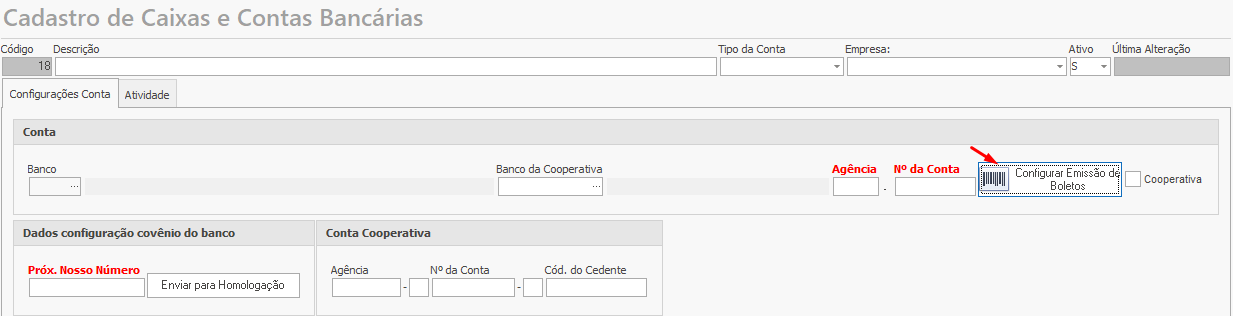 Cadastro de Caixas e Contas Bancárias
Código Descrição Tipo da Conta Empresa: Ativo Última Alteração
18 S
Configurações Conta Atividade
Conta
Banco Banco da Cooperativa Agência Nº da Conta
... ... . Configurar Emissão de Boletos Cooperativa
Dados configuração covênio do banco Conta Cooperativa
Próx. Nosso Número Agência Nº da Conta Cód. do Cedente
Enviar para Homologação - -